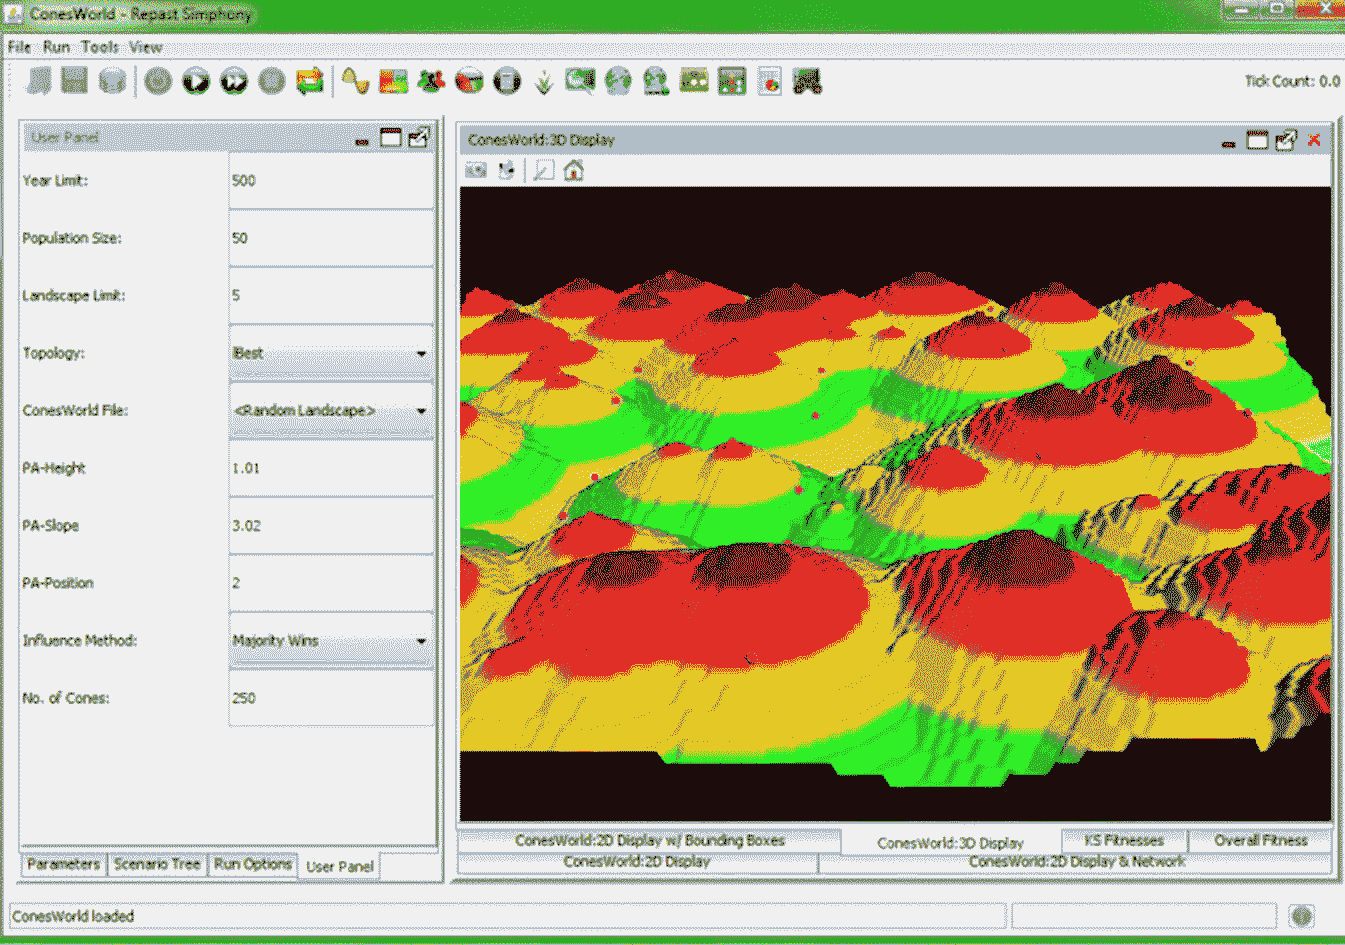 ConesWorld - Repast Simphony
File Run Tools View
Tick Count: 0.0
User Panel
Year Limit: 500
Population Size: 50
Landscape Limit: 5
Topology: lBest
ConesWorld File: <Random Landscape>
PA-Height 1.01
PA-Slope 3.02
PA-Position 2
Influence Method: Majority Wins
No. of Cones: 250
Parameters Scenario Tree Run Options User Panel
ConesWorld:3D Display
ConesWorld:2D Display w/ Bounding Boxes ConesWorld:3D Display KS Fitnesses Overall Fitness
ConesWorld:2D Display ConesWorld:2D Display & Network
ConesWorld loaded